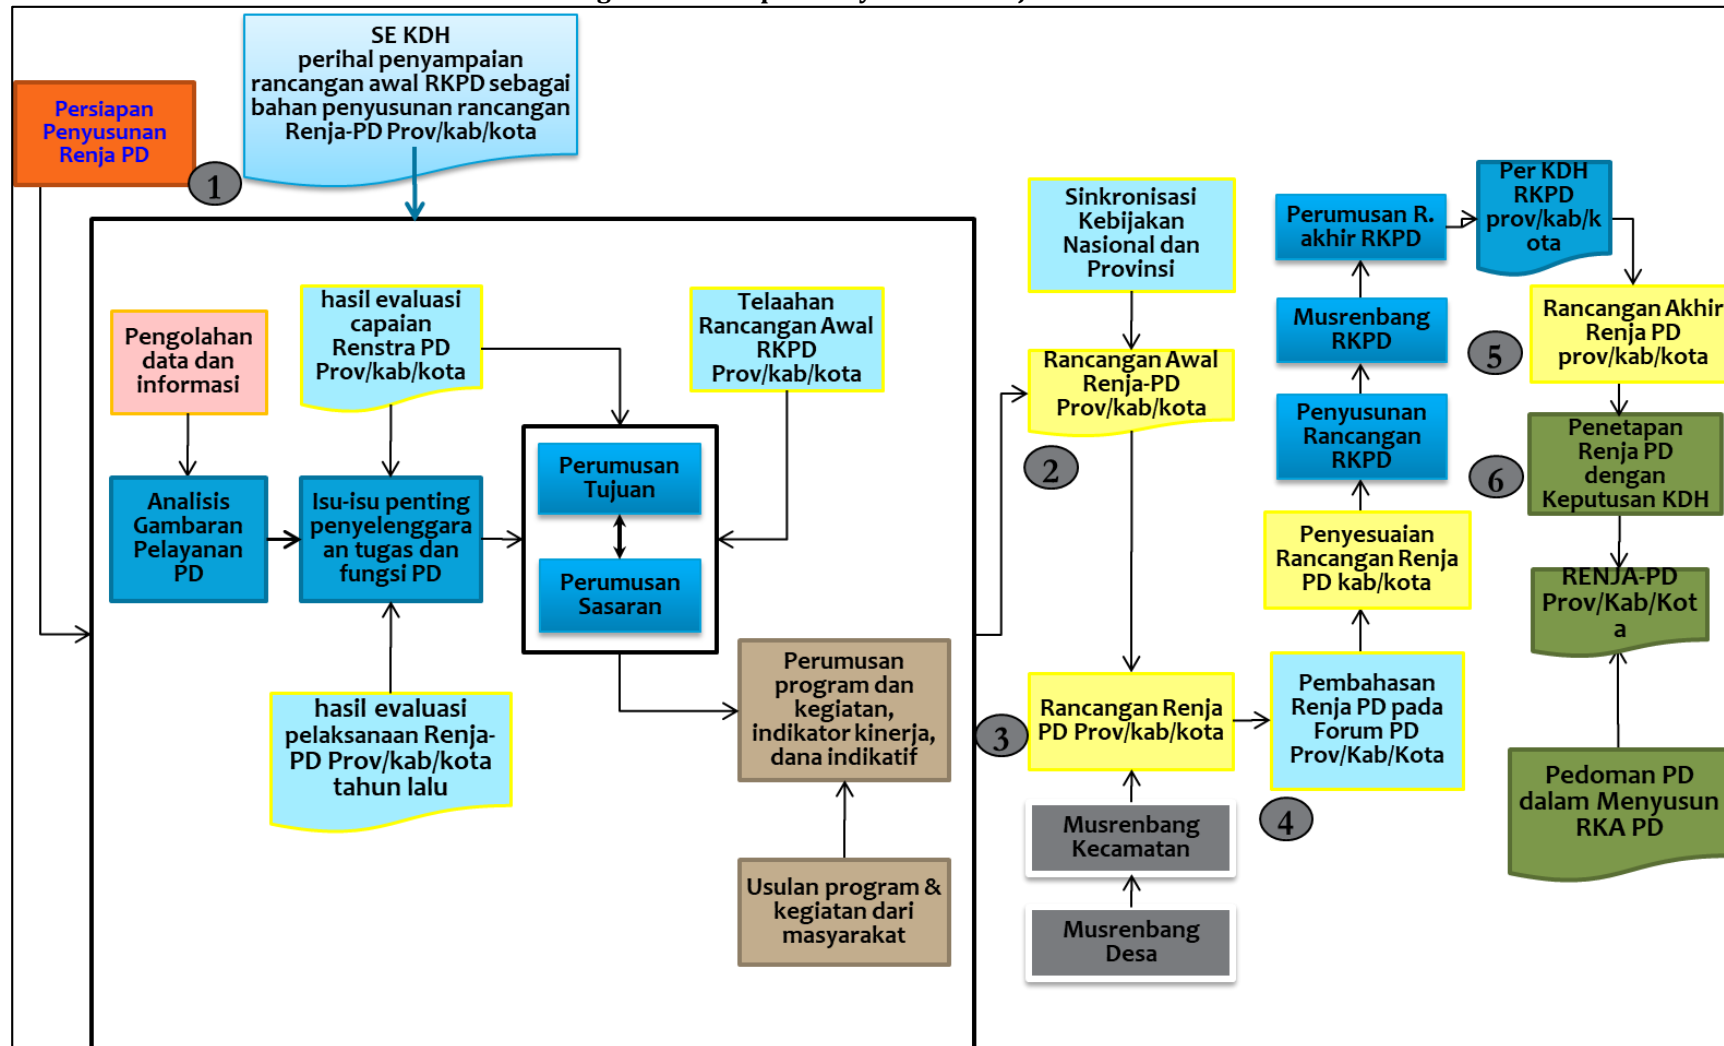 SE KDH
perihal penyampaian
rancangan awal RKPD sebagai
bahan penyusunan rancangan
Renja-PD Prov/kab/kota
Persiapan
Penyusunan
Renja PD
1
hasil evaluasi
capaian
Renstra PD
Prov/kab/kota
Telaahan
Rancangan Awal
RKPD
Prov/kab/kota
Pengolahan
data dan
informasi
Analisis
Gambaran
Pelayanan
PD
Isu-isu penting
penyelenggara
an tugas dan
fungsi PD
Perumusan
Tujuan
Perumusan
Sasaran
hasil evaluasi
pelaksanaan Renja-
PD Prov/kab/kota
tahun lalu
Perumusan
program dan
kegiatan,
indikator kinerja,
dana indikatif
Usulan program &
kegiatan dari
masyarakat
Sinkronisasi
Kebijakan
Nasional dan
Provinsi
Rancangan Awal
Renja-PD
Prov/kab/kota
2
Rancangan Renja
PD Prov/kab/kota
3
Musrenbang
Kecamatan
Musrenbang
Desa
Pembahasan
Renja PD pada
Forum PD
Prov/Kab/Kota
4
Penyesuaian
Rancangan Renja
PD kab/kota
Penyusunan
Rancangan
RKPD
Musrenbang
RKPD
Perumusan R.
akhir RKPD
Per KDH
RKPD
prov/kab/k
ota
Rancangan Akhir
Renja PD
prov/kab/kota
5
Penetapan
Renja PD
dengan
Keputusan KDH
6
RENJA-PD
Prov/Kab/Kot
a
Pedoman PD
dalam Menyusun
RKA PD